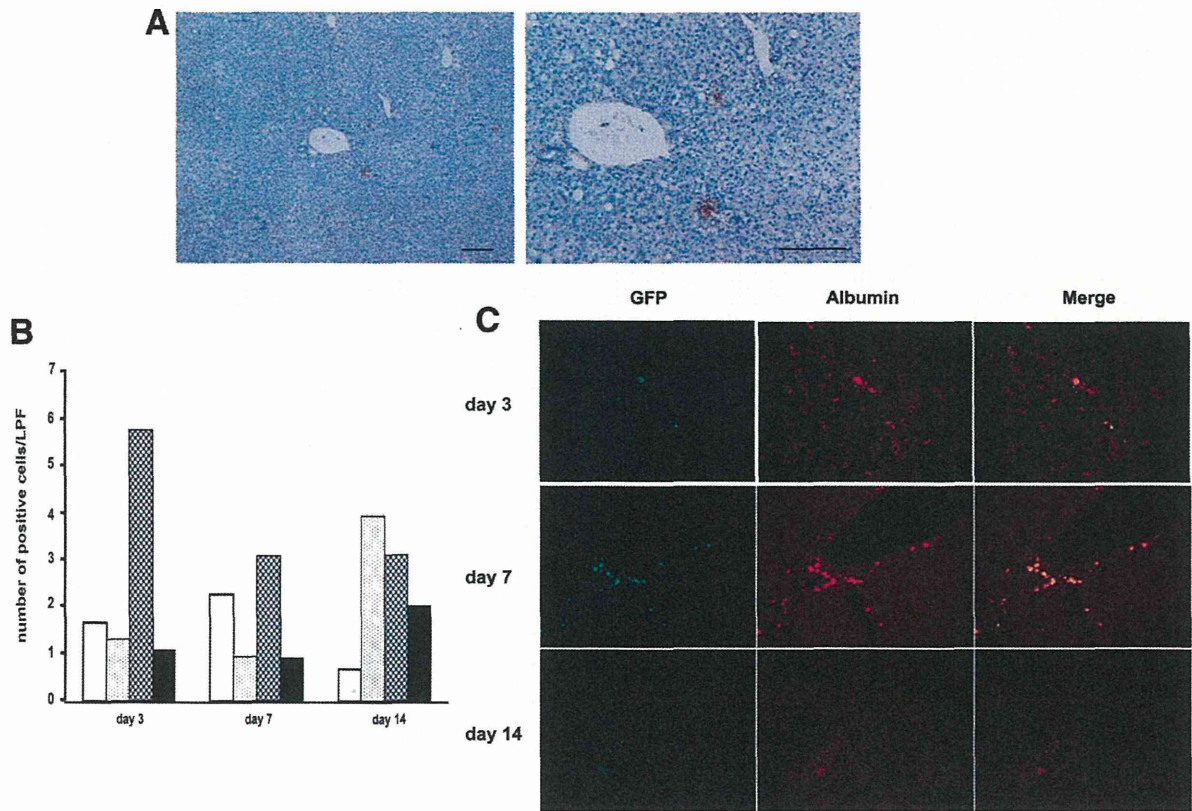 A
B
number of positive cells/LPF
7
6
5
4
3
2
1
0
day 3
day 7
day 14
C
GFP
Albumin
Merge
day 3
day 7
day 14